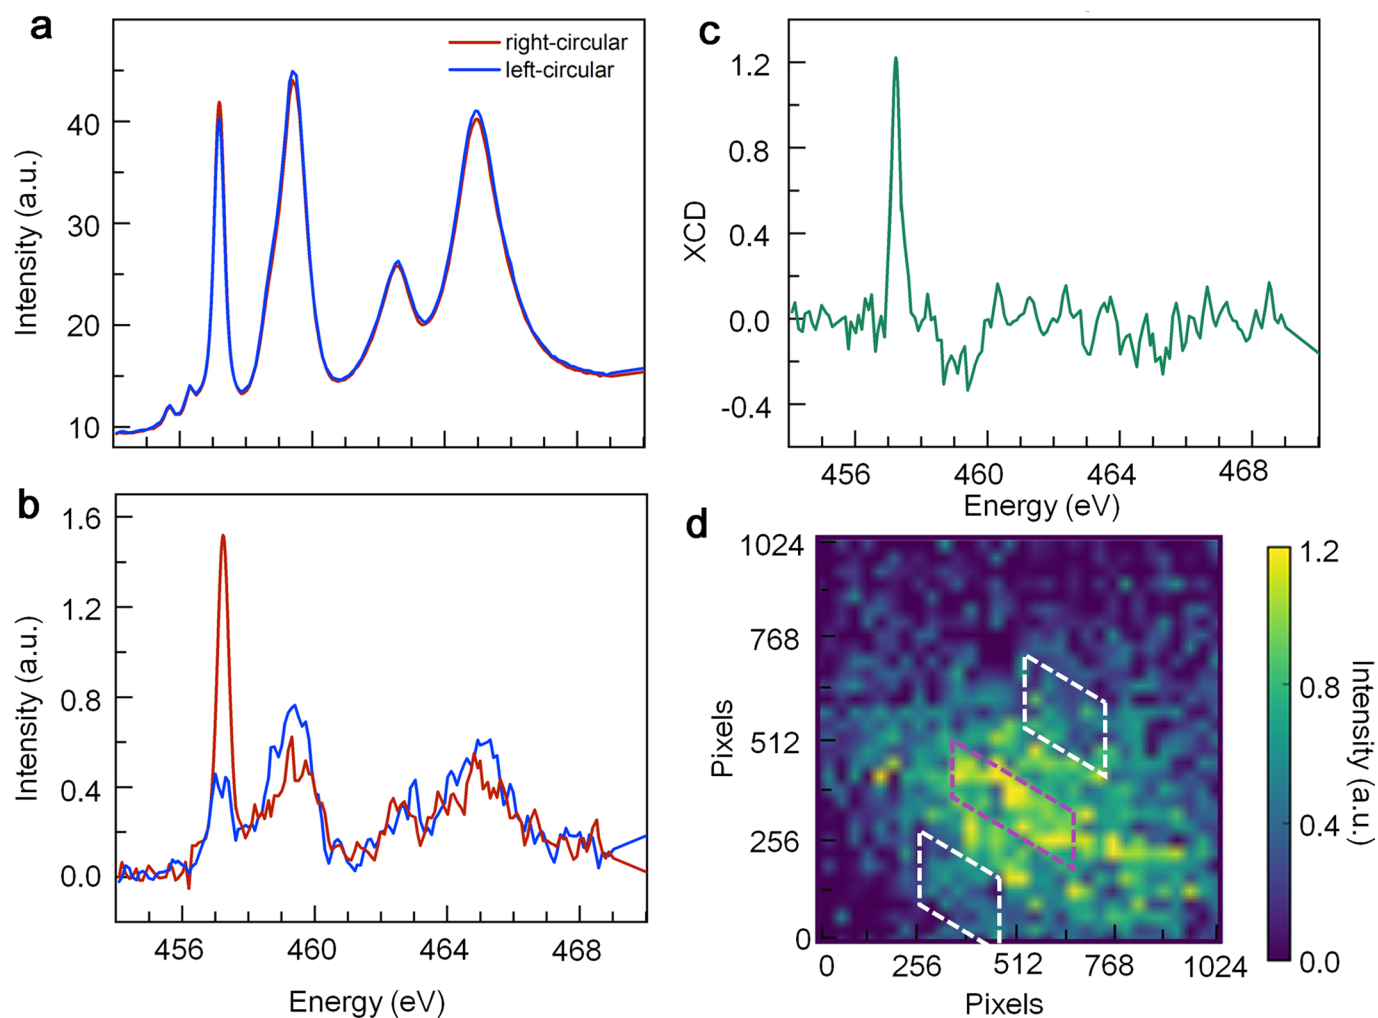 a
right-circular
left-circular
40
30
20
10
Intensity (a.u.)
b
1.6
1.2
0.8
0.4
0.0
Intensity (a.u.)
456 460 464 468
Energy (eV)
c
1.2
0.8
0.4
0.0
-0.4
XCD
456 460 464 468
Energy (eV)
d
1024
768
512
256
0
Pixels
0 256 512 768 1024
Pixels
1.2
0.8
0.4
0.0
Intensity (a.u.)